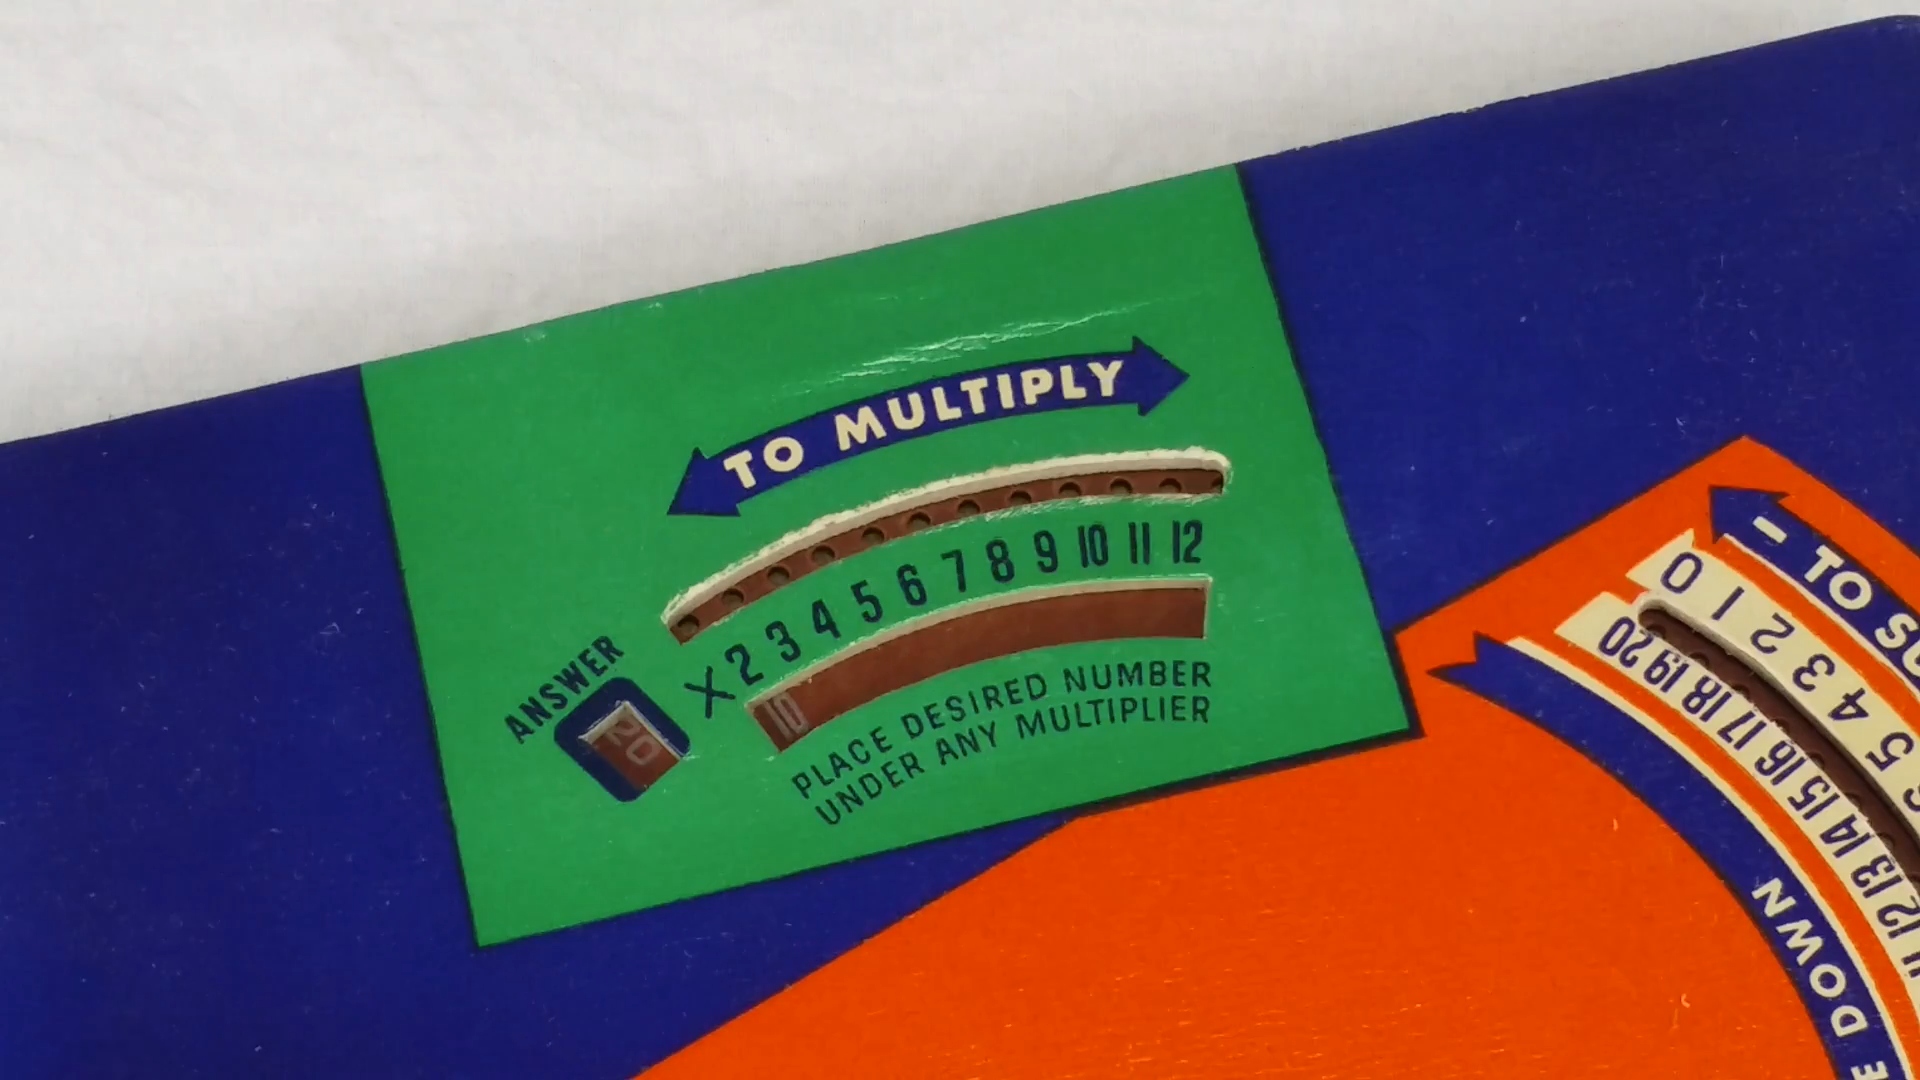 TO MULTIPLY
X 2 3 4 5 6 7 8 9 10 11 12
ANSWER
20
10
PLACE DESIRED NUMBER
UNDER ANY MULTIPLIER
– TO
0 1 2 3 4 5
20 19 18 17 16 15 14 13 12 11
DOWN